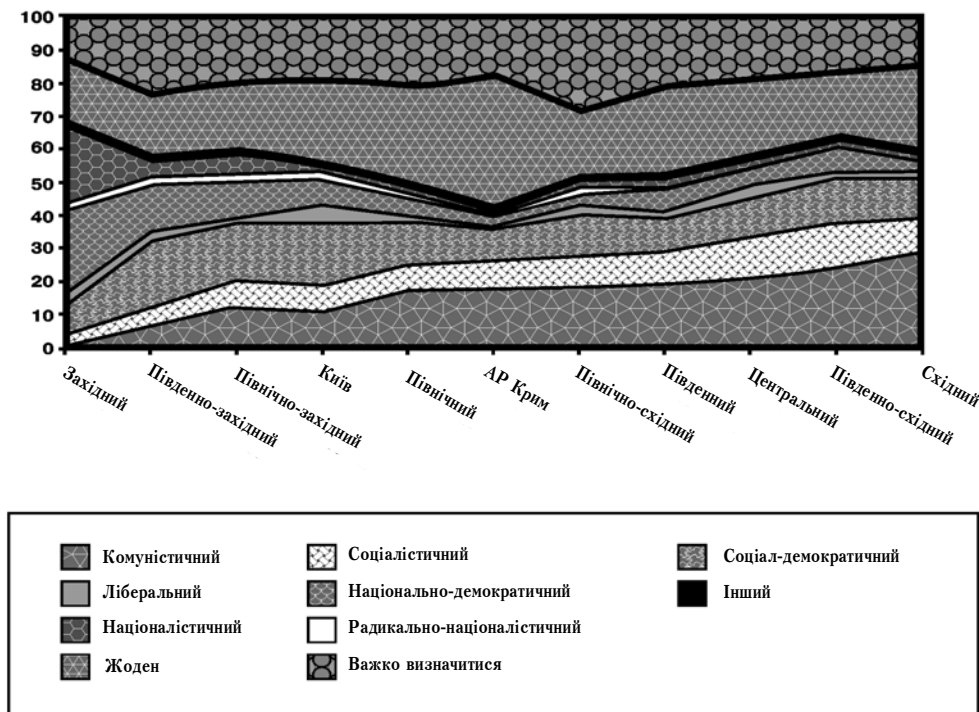 100
90
80
70
60
50
40
30
20
10
0
Західний
Південно-західний
Північно-західний
Київ
Північний
АР Крим
Північно-східний
Південний
Центральний
Південно-східний
Східний
Комуністичний Соціалістичний Соціал-демократичний
Ліберальний Національно-демократичний Інший
Націоналістичний Радикально-націоналістичний
Жоден Важко визначитися